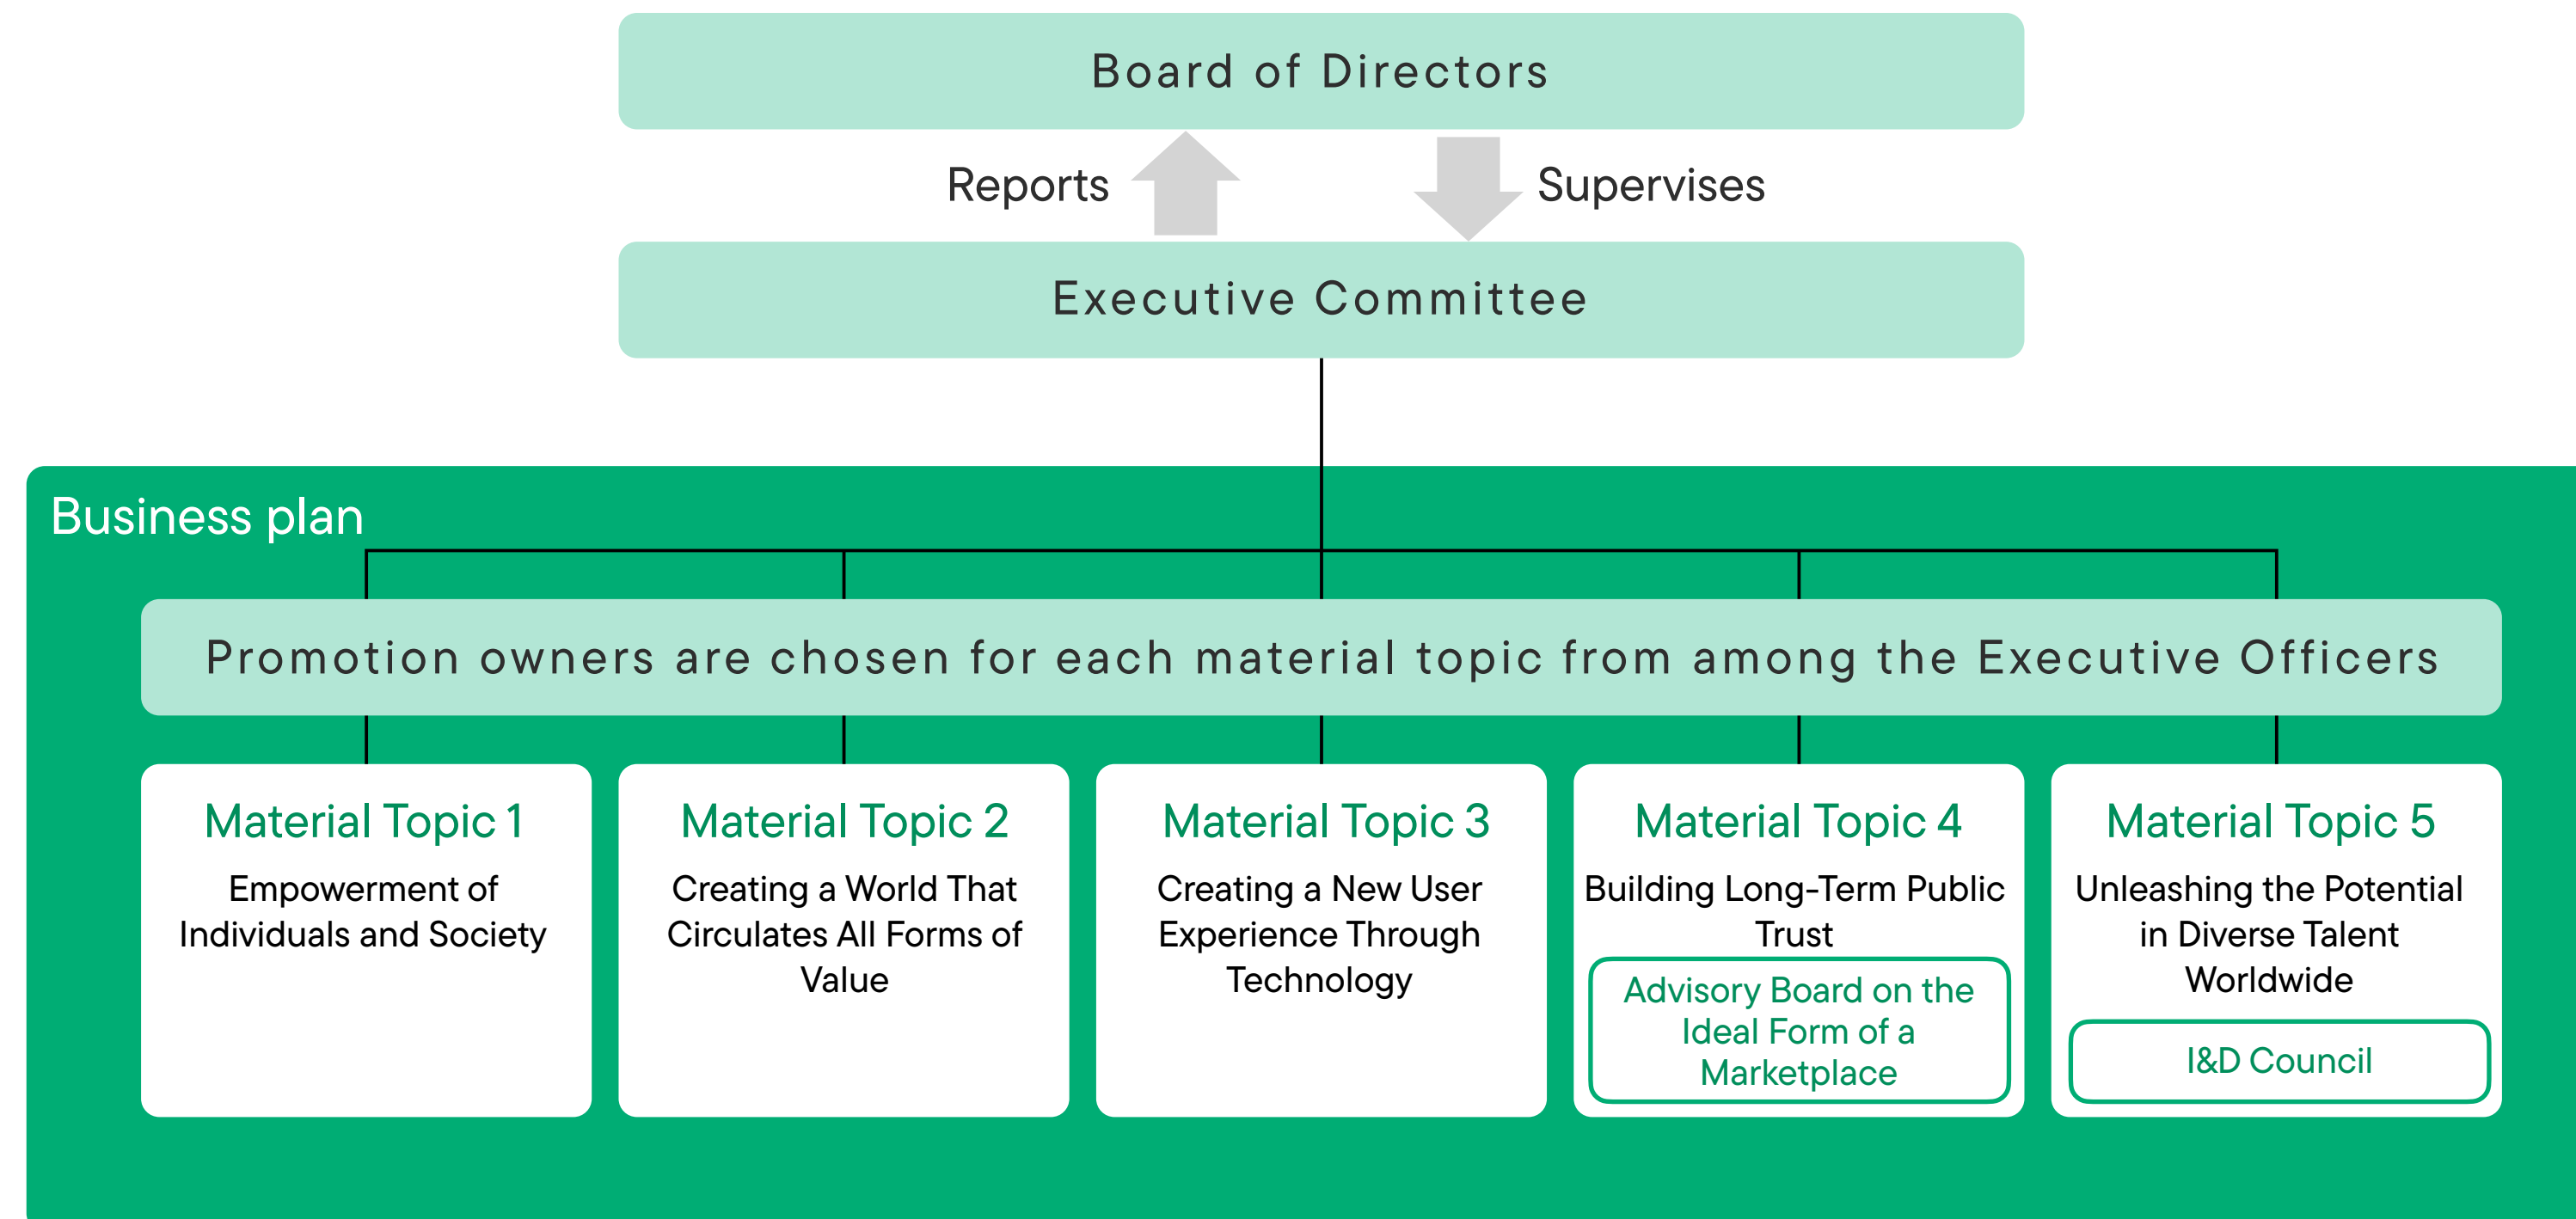 Board of Directors
Reports
Supervises
Executive Committee
Business plan
Promotion owners are chosen for each material topic from among the Executive Officers
Material Topic 1
Empowerment of
Individuals and Society
Material Topic 2
Creating a World That
Circulates All Forms of
Value
Material Topic 3
Creating a New User
Experience Through
Technology
Material Topic 4
Building Long-Term Public
Trust
Advisory Board on the
Ideal Form of a
Marketplace
Material Topic 5
Unleashing the Potential
in Diverse Talent
Worldwide
I&D Council